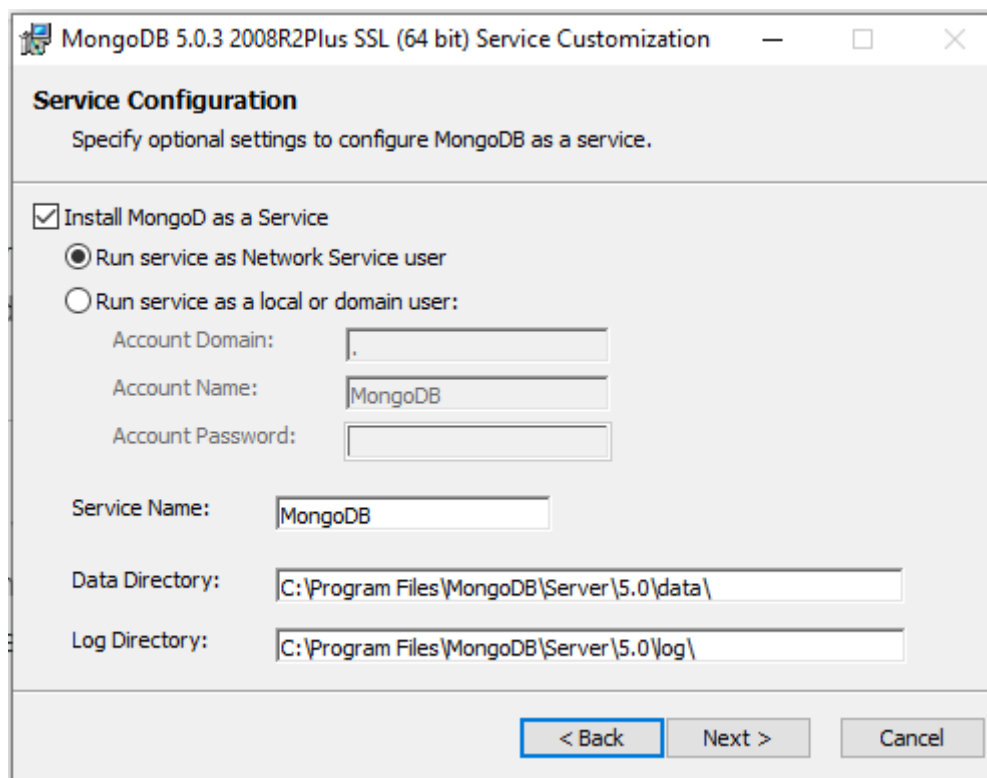 MongoDB 5.0.3 2008R2Plus SSL (64 bit) Service Customization
Service Configuration
Specify optional settings to configure MongoDB as a service.
Install MongoD as a Service
Run service as Network Service user
Run service as a local or domain user:
Account Domain: .
Account Name: MongoDB
Account Password:
Service Name: MongoDB
Data Directory: C:\Program Files\MongoDB\Server\5.0\data\
Log Directory: C:\Program Files\MongoDB\Server\5.0\log\
< Back Next > Cancel